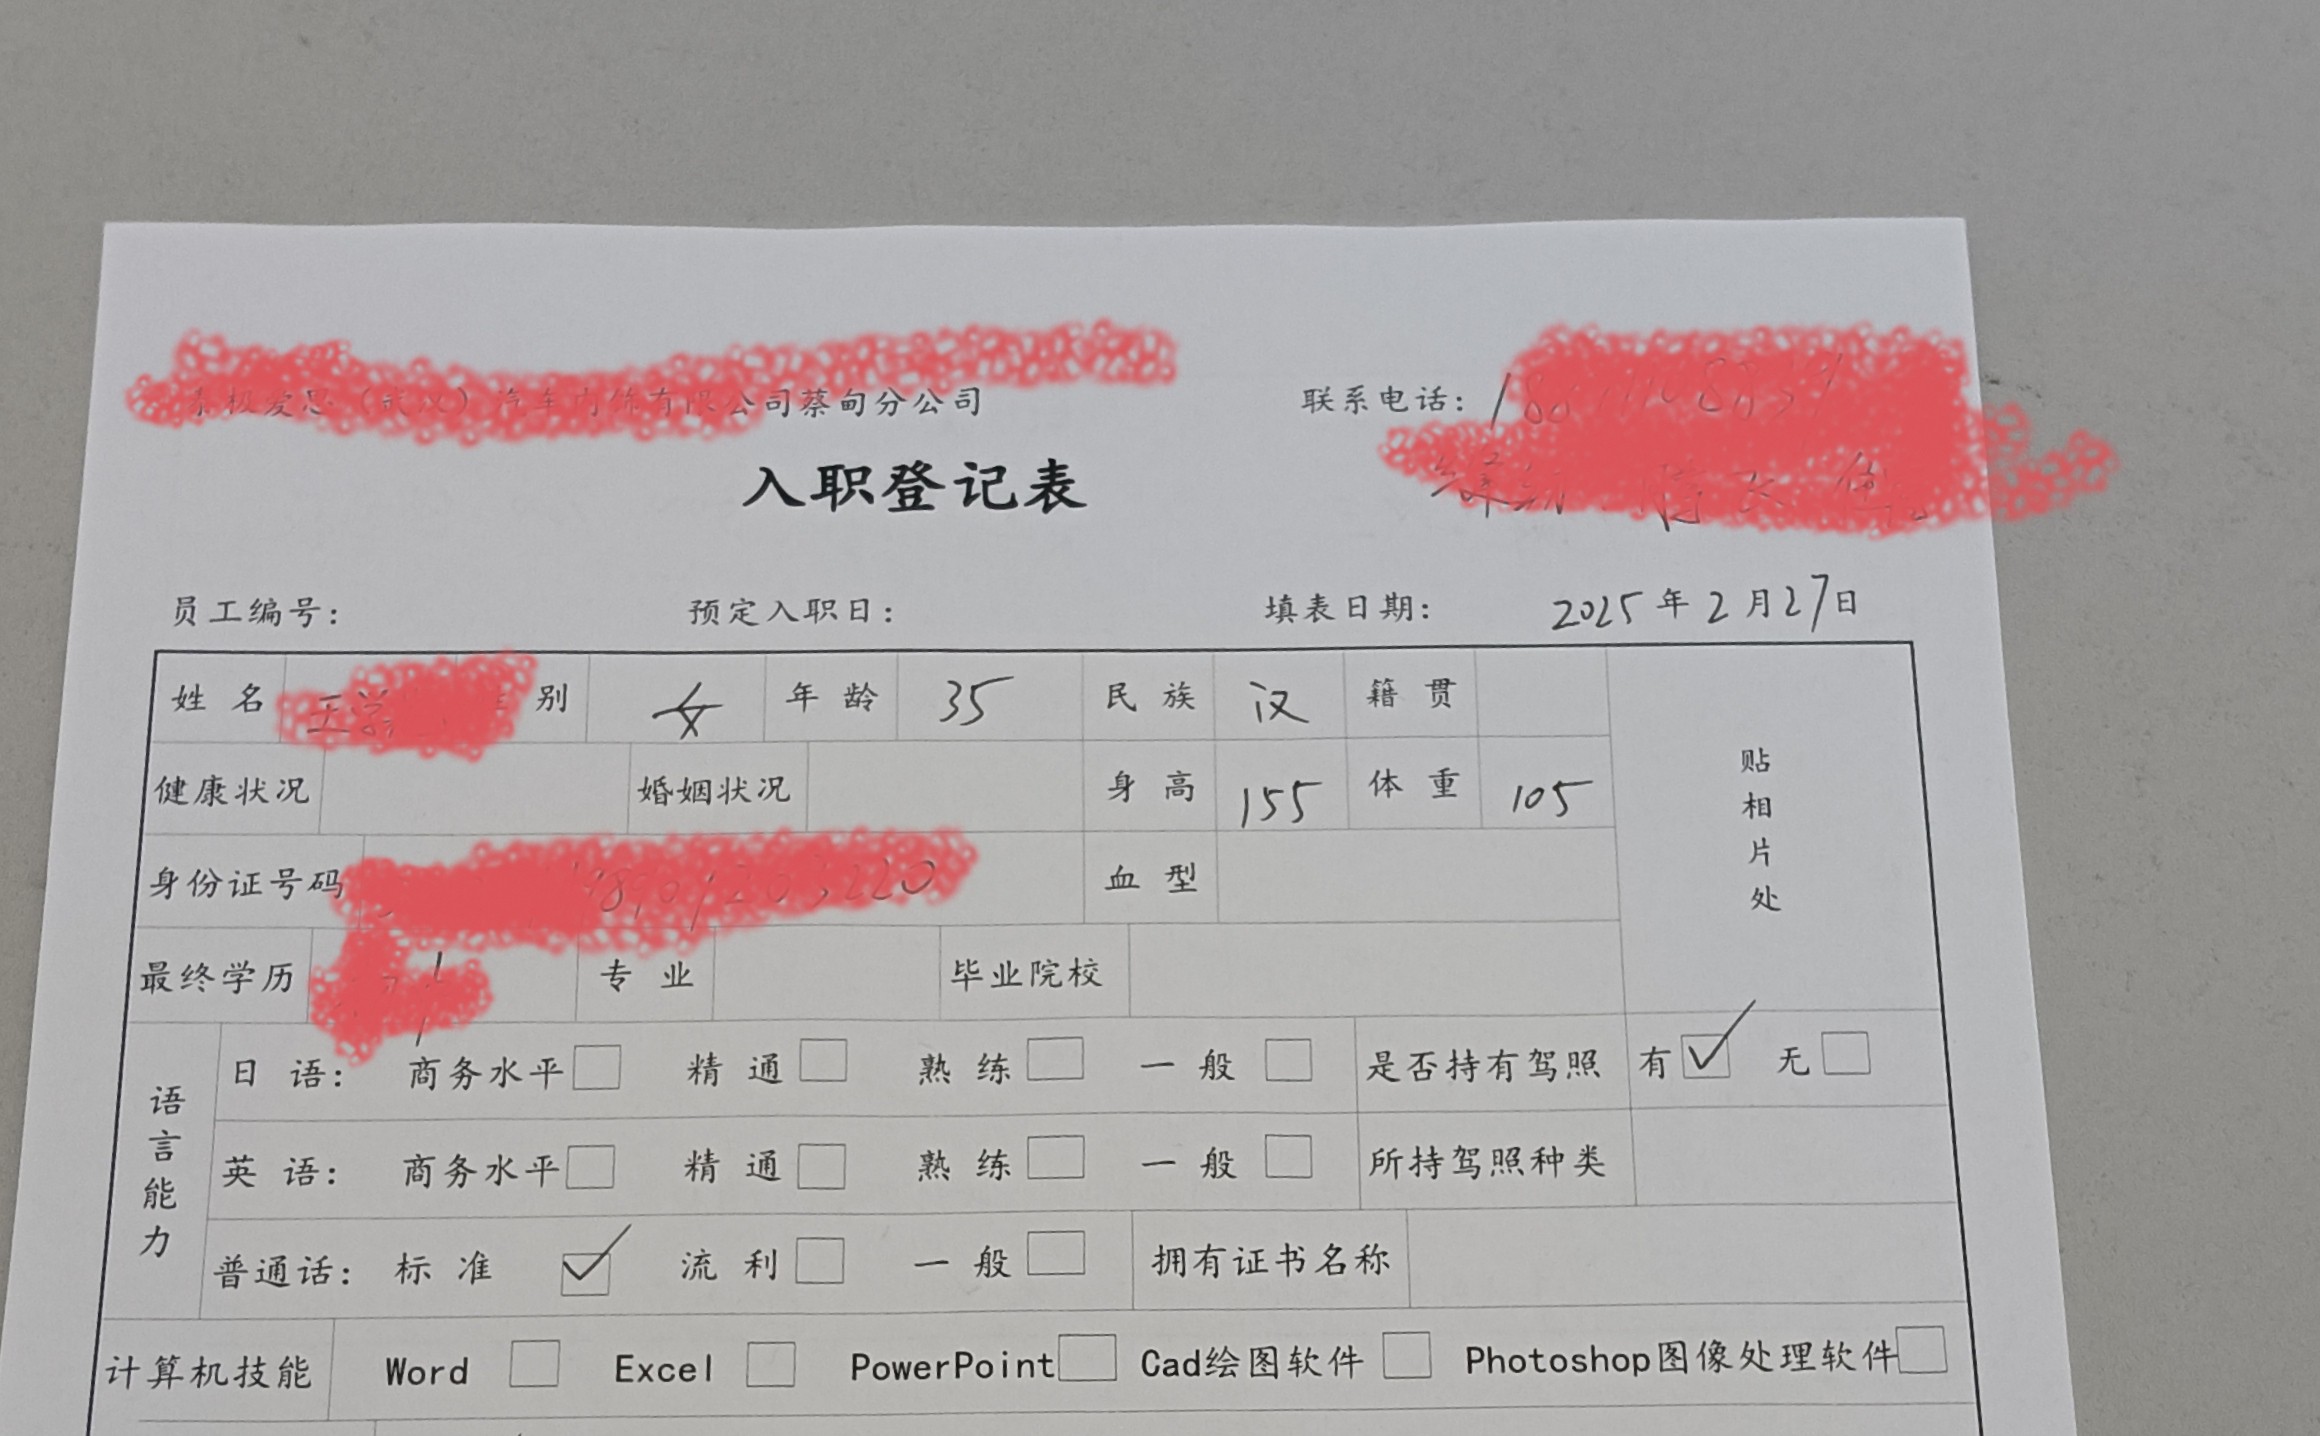 公司蔡甸分公司 联系电话:
入职登记表
员工编号: 预定入职日: 填表日期: 2025年2月27日
姓名 别 女 年龄 35 民族 汉 籍贯
健康状况 婚姻状况 身高 155 体重 105
贴相片处
身份证号码 血型
最终学历 专业 毕业院校
语言能力
日语: 商务水平 精通 熟练 一般 是否持有驾照 有 ✓ 无
英语: 商务水平 精通 熟练 一般 所持驾照种类
普通话: 标准 ✓ 流利 一般 拥有证书名称
计算机技能 Word Excel PowerPoint Cad绘图软件 Photoshop图像处理软件